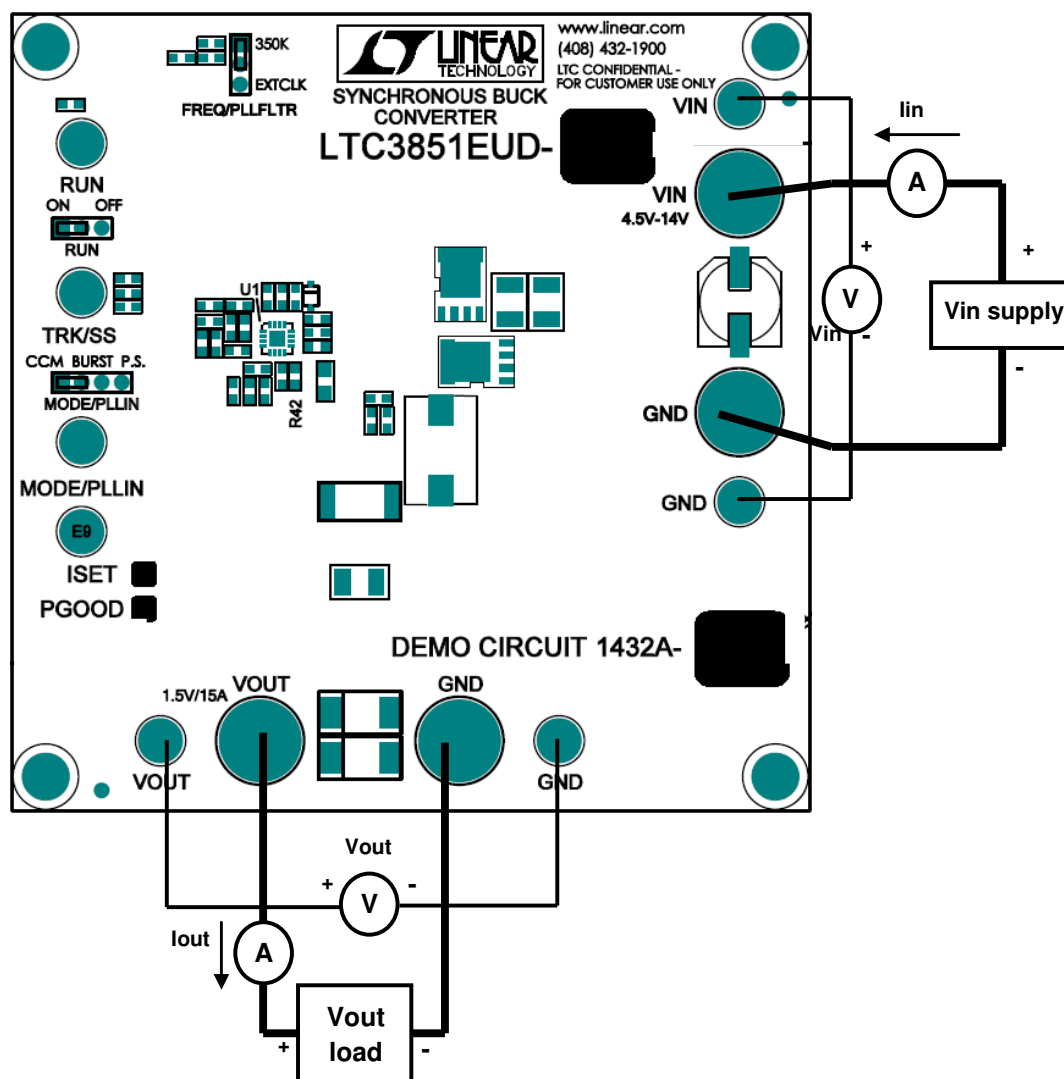 350K
EXTCLK
FREQ/PLLFLTR
LT LINEAR
TECHNOLOGY
SYNCHRONOUS BUCK
CONVERTER
LTC3851EUD-
www.linear.com
(408) 432-1900
LTC CONFIDENTIAL -
FOR CUSTOMER USE ONLY
VIN
Iin
A
VIN
4.5V-14V
+
V
Vin
-
+
Vin supply
-
GND
GND
RUN
ON OFF
RUN
TRK/SS
CCM BURST P.S.
MODE/PLLIN
MODE/PLLIN
E9
ISET
PGOOD
U1
R42
DEMO CIRCUIT 1432A-
1.5V/15A
VOUT
GND
VOUT
GND
Vout
+
V
-
Iout
A
+
Vout
load
-